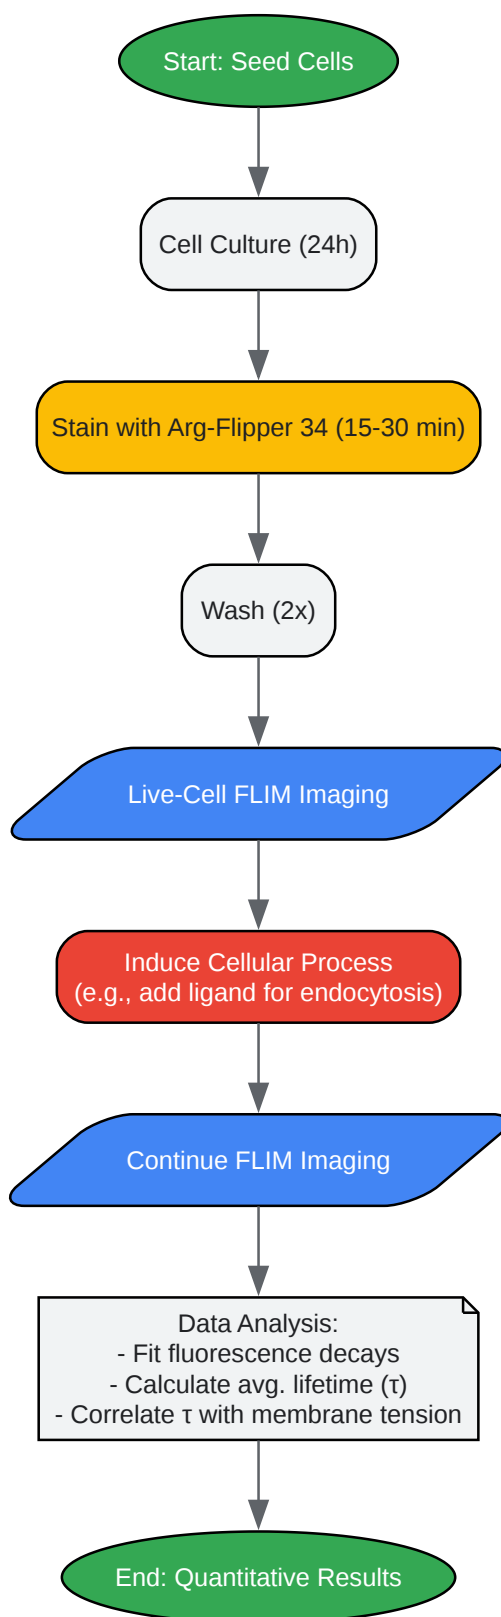 Start: Seed Cells
Cell Culture (24h)
Stain with Arg-Flipper 34 (15-30 min)
Wash (2x)
Live-Cell FLIM Imaging
Induce Cellular Process
(e.g., add ligand for endocytosis)
Continue FLIM Imaging
Data Analysis:
- Fit fluorescence decays
- Calculate avg. lifetime (τ)
- Correlate τ with membrane tension
End: Quantitative Results